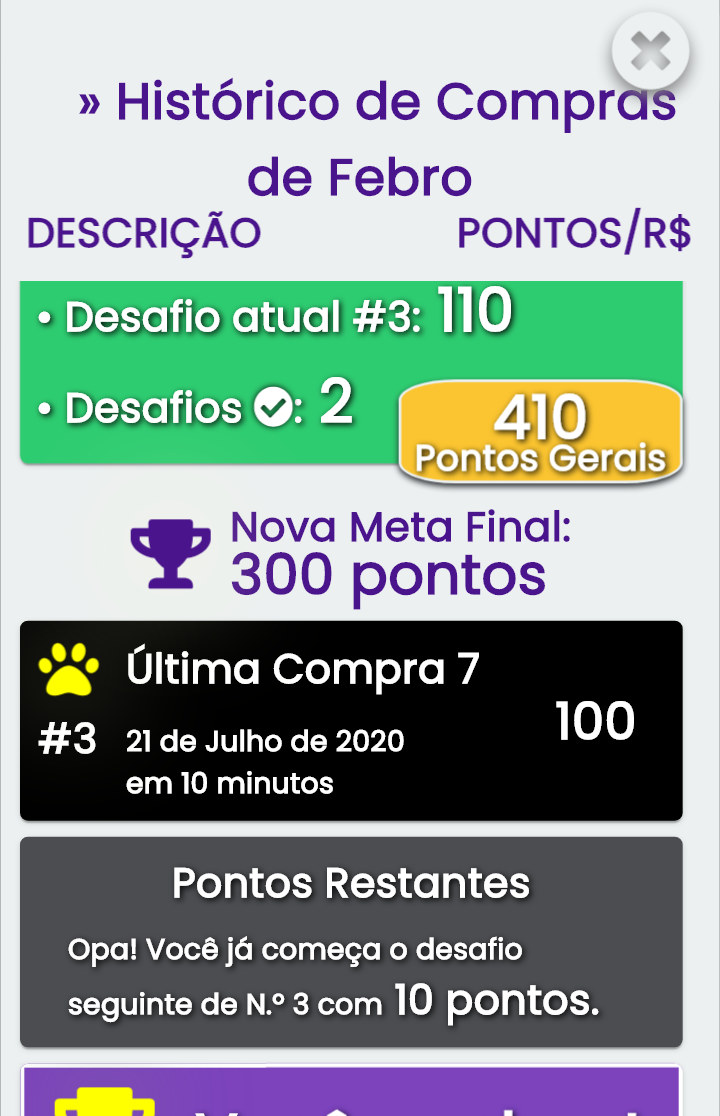 » Histórico de Compras
de Febro
DESCRIÇÃO PONTOS/R$
• Desafio atual #3: 110
• Desafios : 2
410
Pontos Gerais
Nova Meta Final:
300 pontos
Última Compra 7
#3 21 de Julho de 2020 100
em 10 minutos
Pontos Restantes
Opa! Você já começa o desafio
seguinte de N.º 3 com 10 pontos.